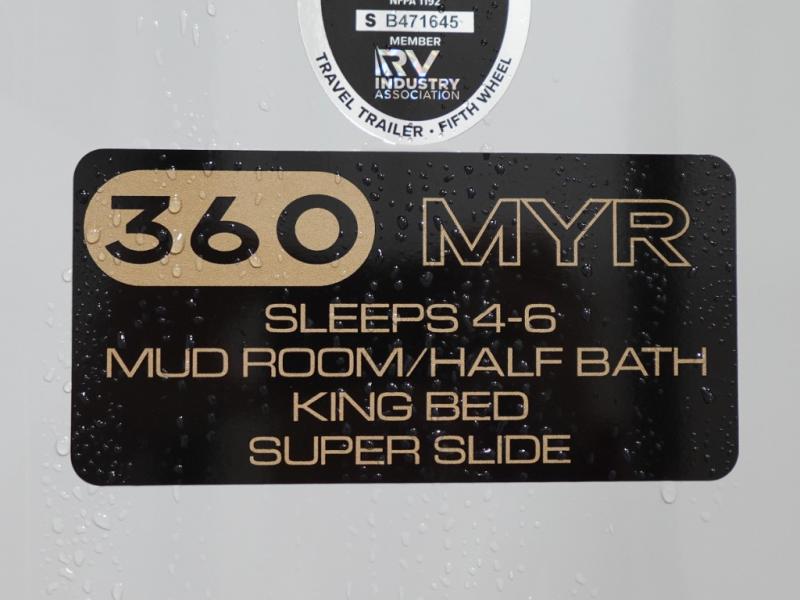 NFPA 1192
S B471645
MEMBER
RV
INDUSTRY
ASSOCIATION
TRAVEL TRAILER • FIFTH WHEEL
360 MYR
SLEEPS 4-6
MUD ROOM/HALF BATH
KING BED
SUPER SLIDE